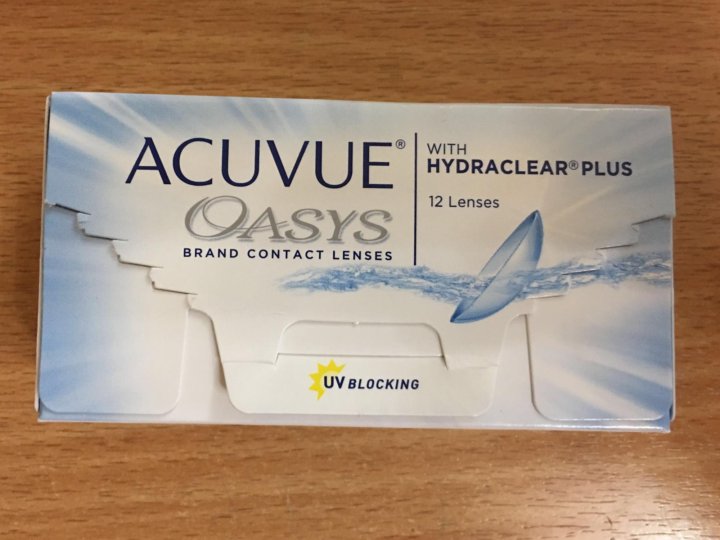 ACUVUE®
OASYS
BRAND CONTACT LENSES
WITH
HYDRACLEAR® PLUS
12 Lenses
UV BLOCKING